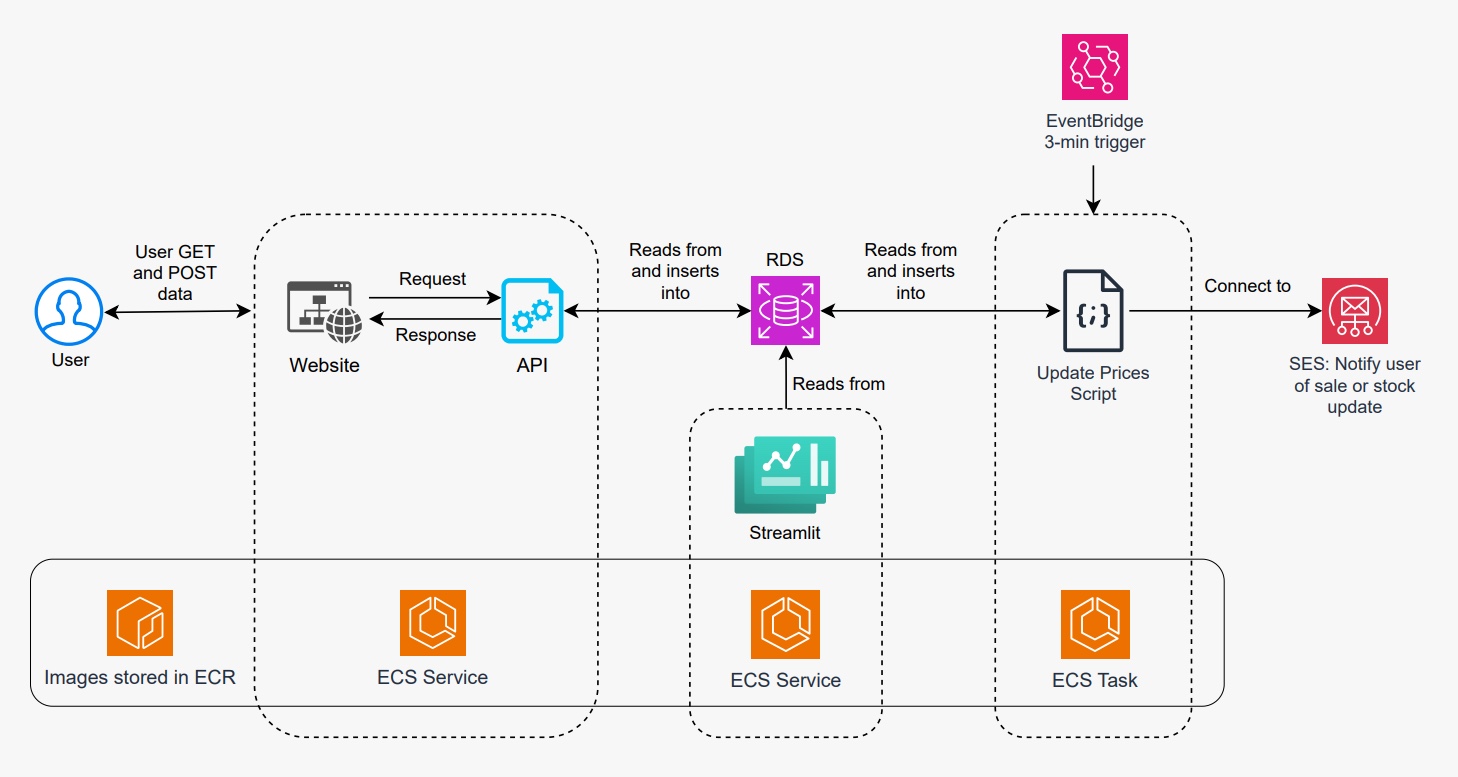 EventBridge
3-min trigger
User GET
and POST
data
User
Request
Response
Website
API
Reads from
and inserts
into
RDS
Reads from
and inserts
into
Reads from
{;}
Update Prices
Script
Connect to
SES: Notify user
of sale or stock
update
Streamlit
Images stored in ECR
ECS Service
ECS Service
ECS Task